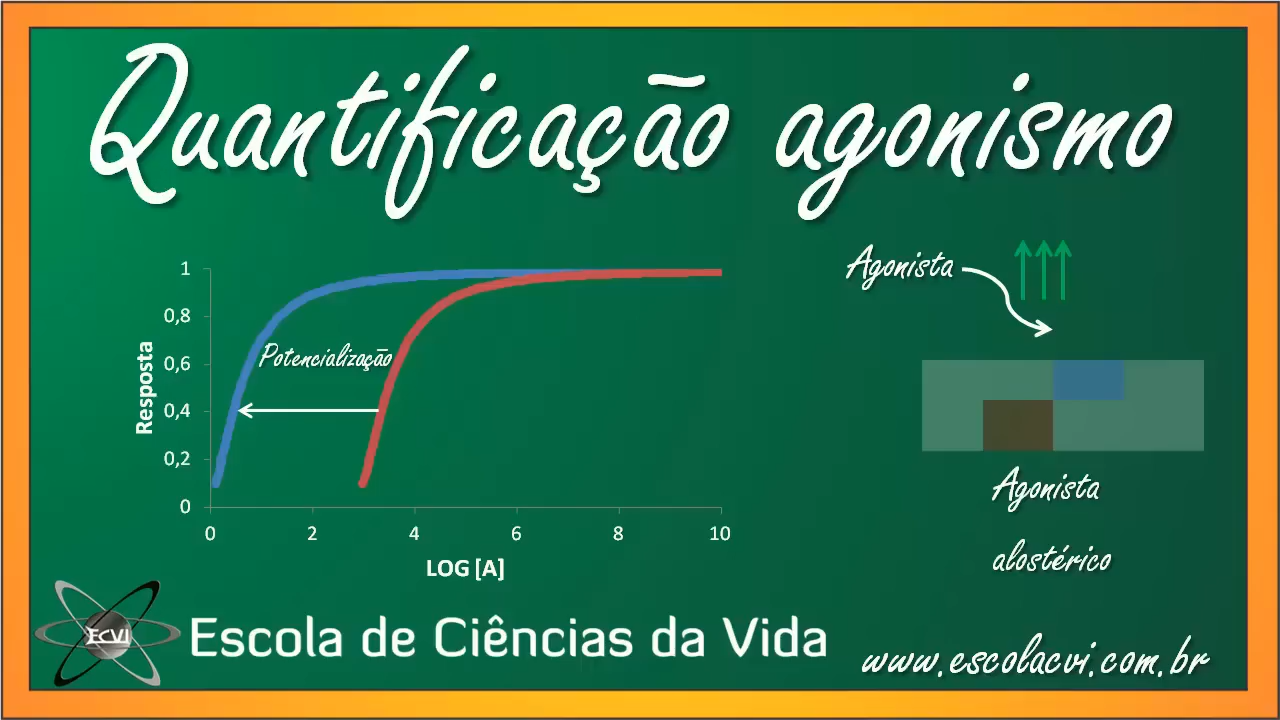 Quantificação agonismo
Agonista
1
0,8
0,6
0,4
0,2
0
Resposta
Potencialização
0 2 4 6 8 10
LOG [A]
Agonista
alostérico
ECVI
Escola de Ciências da Vida
www.escolacvi.com.br